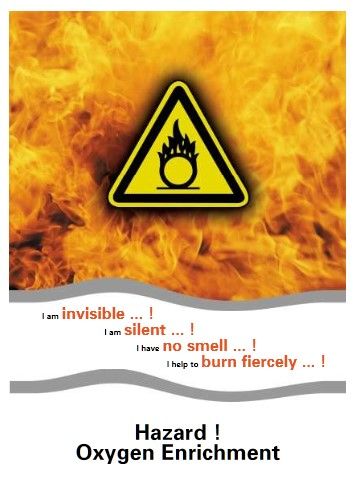 I am invisible ... !
I am silent ... !
I have no smell ... !
I help to burn fiercely ... !
Hazard !
Oxygen Enrichment